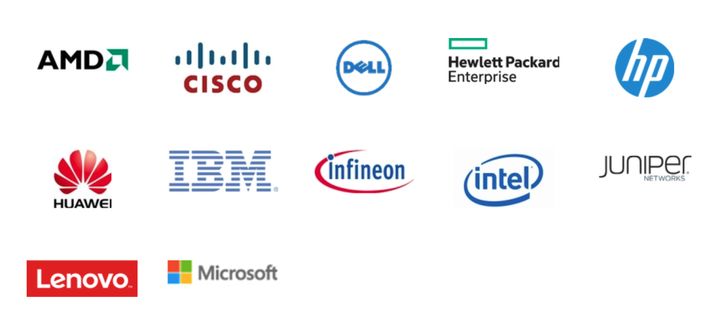 AMD
CISCO
DELL
Hewlett Packard
Enterprise
hp
HUAWEI
IBM®
infineon
intel
JUNIPER
NETWORKS
Lenovo
Microsoft